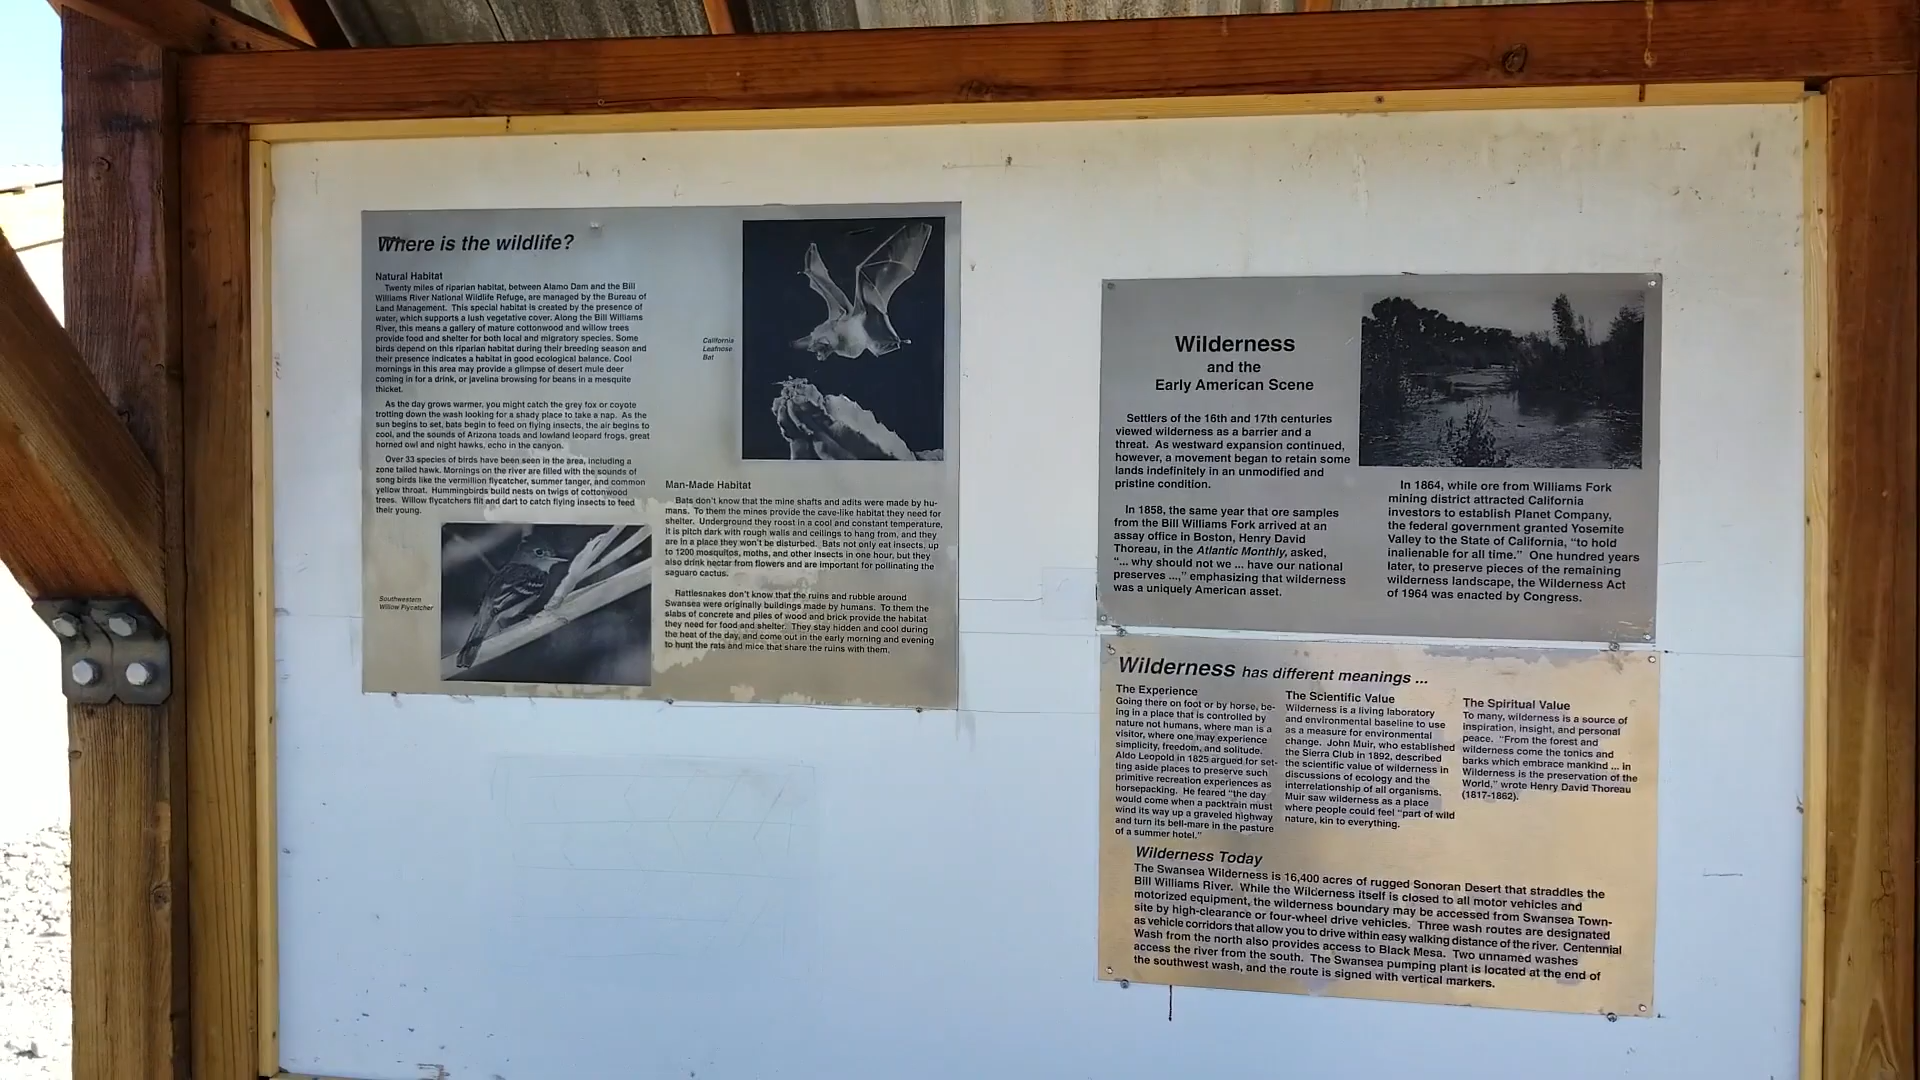 Where is the wildlife?
Natural Habitat
Twenty miles of riparian habitat, between Alamo Dam and the Bill
Williams River National Wildlife Refuge, are managed by the Bureau of
Land Management. This special habitat is created by the presence of
water, which supports a lush vegetative cover. Along the Bill Williams
River, this means a gallery of mature cottonwood and willow trees
provide food and shelter for both local and migratory species. Some
birds depend on this riparian habitat during their breeding season and
their presence indicates a habitat in good ecological balance. Cool
mornings in this area may provide a glimpse of desert mule deer
coming in for a drink, or javelina browsing for beans in a mesquite
thicket.
As the day grows warmer, you might catch the grey fox or coyote
trotting down the wash looking for a shady place to take a nap. As the
sun begins to set, bats begin to feed on flying insects, the air begins to
cool, and the sounds of Arizona toads and lowland leopard frogs, great
horned owl and night hawks, echo in the canyon.
Over 33 species of birds have been seen in the area, including a
zone tailed hawk. Mornings on the river are filled with the sounds of
song birds like the vermillion flycatcher, summer tanger, and common
yellow throat. Hummingbirds build nests on twigs of cottonwood
trees. Willow flycatchers flit and dart to catch flying insects to feed
their young.
California
Leafnose
Bat
Southwestern
Willow Flycatcher
Man-Made Habitat
Bats don't know that the mine shafts and adits were made by hu-
mans. To them the mines provide the cave-like habitat they need for
shelter. Underground they roost in a cool and constant temperature,
it is pitch dark with rough walls and ceilings to hang from, and they
are in a place they won't be disturbed. Bats not only eat insects, up
to 1200 mosquitos, moths, and other insects in one hour, but they
also drink nectar from flowers and are important for pollinating the
saguaro cactus.
Rattlesnakes don't know that the ruins and rubble around
Swansea were originally buildings made by humans. To them the
slabs of concrete and piles of wood and brick provide the habitat
they need for food and shelter. They stay hidden and cool during
the heat of the day, and come out in the early morning and evening
to hunt the rats and mice that share the ruins with them.
Wilderness
and the
Early American Scene
Settlers of the 16th and 17th centuries
viewed wilderness as a barrier and a
threat. As westward expansion continued,
however, a movement began to retain some
lands indefinitely in an unmodified and
pristine condition.
In 1858, the same year that ore samples
from the Bill Williams Fork arrived at an
assay office in Boston, Henry David
Thoreau, in the Atlantic Monthly, asked,
"... why should not we ... have our national
preserves ...," emphasizing that wilderness
was a uniquely American asset.
In 1864, while ore from Williams Fork
mining district attracted California
investors to establish Planet Company,
the federal government granted Yosemite
Valley to the State of California, "to hold
inalienable for all time." One hundred years
later, to preserve pieces of the remaining
wilderness landscape, the Wilderness Act
of 1964 was enacted by Congress.
Wilderness has different meanings ...
The Experience
Going there on foot or by horse, be-
ing in a place that is controlled by
nature not humans, where man is a
visitor, where one may experience
simplicity, freedom, and solitude.
Aldo Leopold in 1825 argued for set-
ting aside places to preserve such
primitive recreation experiences as
horsepacking. He feared "the day
would come when a packtrain must
wind its way up a graveled highway
and turn its bell-mare in the pasture
of a summer hotel."
The Scientific Value
Wilderness is a living laboratory
and environmental baseline to use
as a measure for environmental
change. John Muir, who established
the Sierra Club in 1892, described
the scientific value of wilderness in
discussions of ecology and the
interrelationship of all organisms.
Muir saw wilderness as a place
where people could feel "part of wild
nature, kin to everything.
The Spiritual Value
To many, wilderness is a source of
inspiration, insight, and personal
peace. "From the forest and
wilderness come the tonics and
barks which embrace mankind ... in
Wilderness is the preservation of the
World," wrote Henry David Thoreau
(1817-1862).
Wilderness Today
The Swansea Wilderness is 16,400 acres of rugged Sonoran Desert that straddles the
Bill Williams River. While the Wilderness itself is closed to all motor vehicles and
motorized equipment, the wilderness boundary may be accessed from Swansea Town-
site by high-clearance or four-wheel drive vehicles. Three wash routes are designated
as vehicle corridors that allow you to drive within easy walking distance of the river. Centennial
Wash from the north also provides access to Black Mesa. Two unnamed washes
access the river from the south. The Swansea pumping plant is located at the end of
the southwest wash, and the route is signed with vertical markers.